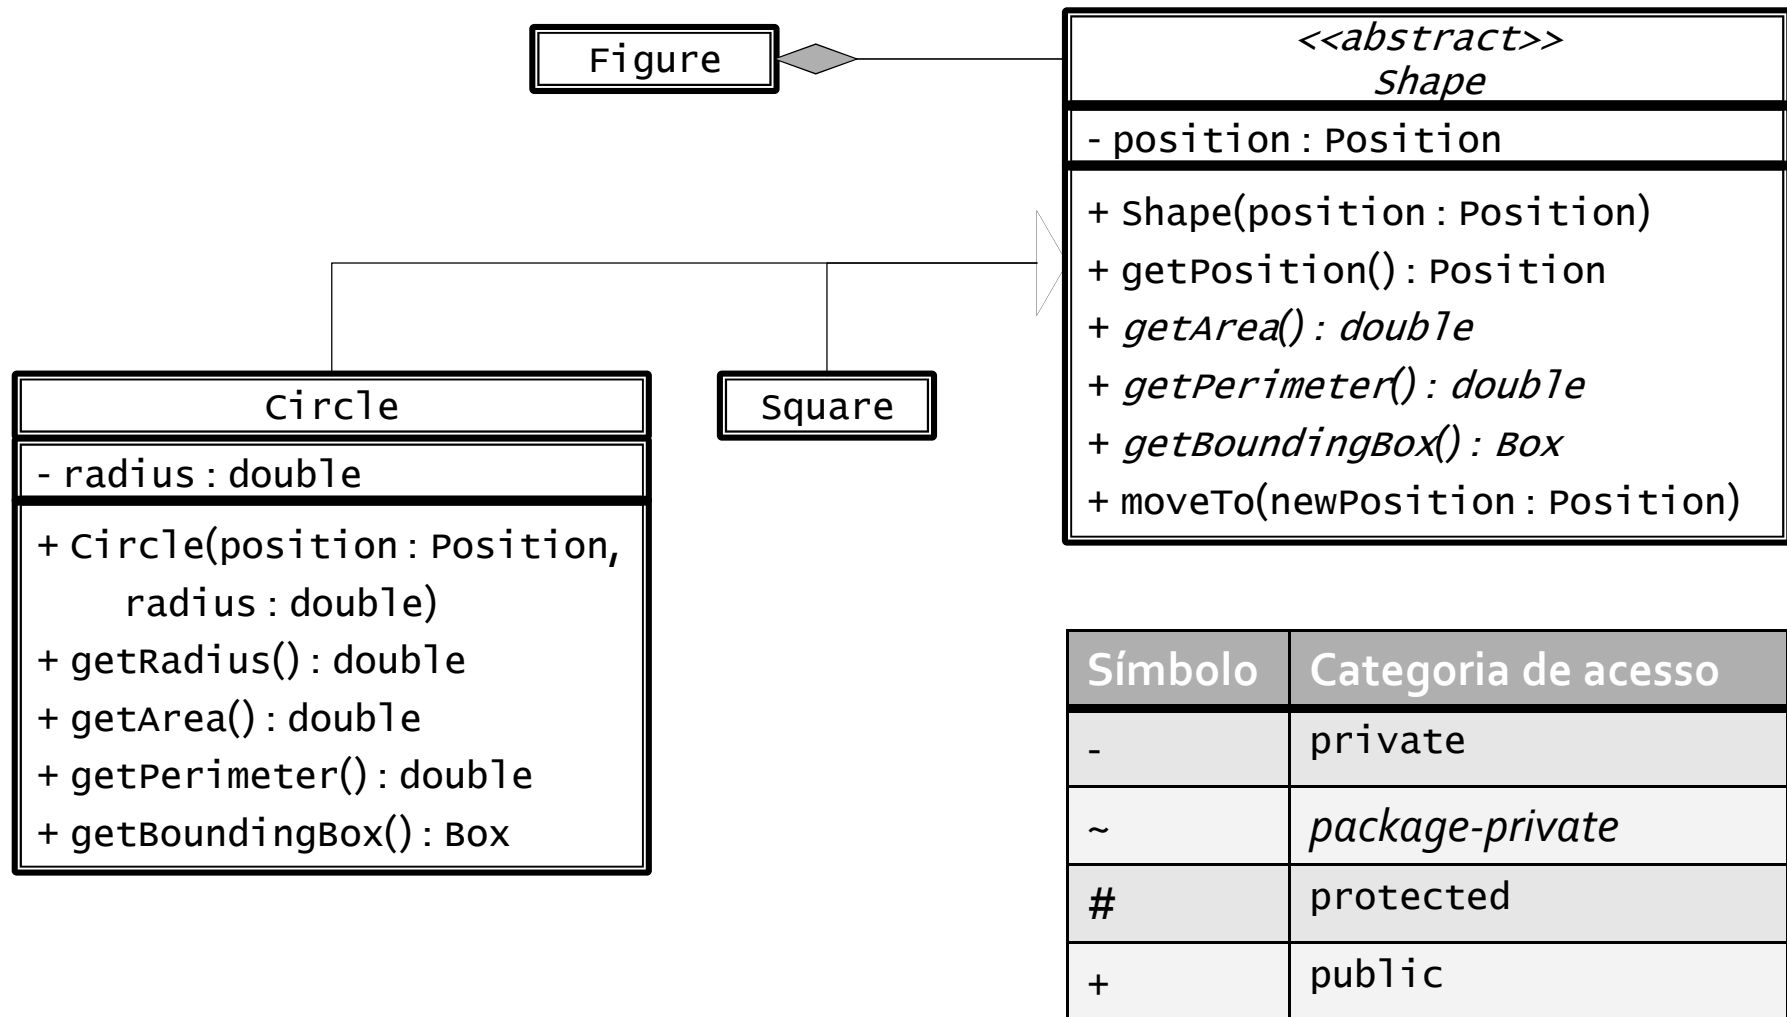 Figure
<<abstract>>
Shape
- position : Position
+ Shape(position : Position)
+ getPosition() : Position
+ getArea() : double
+ getPerimeter() : double
+ getBoundingBox() : Box
+ moveTo(newPosition : Position)
Circle
- radius : double
+ Circle(position : Position,
radius : double)
+ getRadius() : double
+ getArea() : double
+ getPerimeter() : double
+ getBoundingBox() : Box
Square
Símbolo Categoria de acesso
- private
~ package-private
# protected
+ public